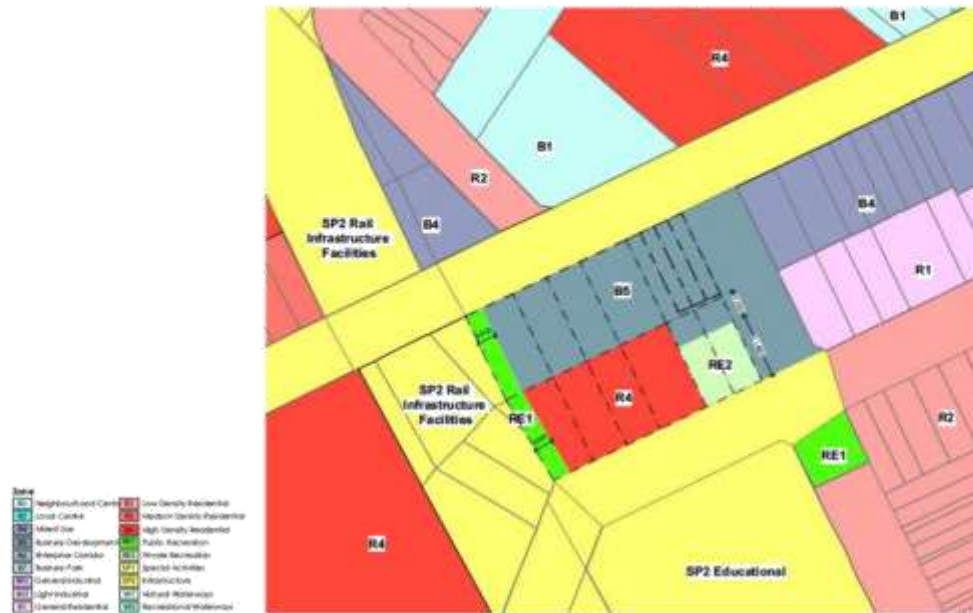 B1
R4
B1
R2
B4
B4
SP2 Rail
Infrastructure
Facilities
R1
B5
RE2
SP2 Rail
Infrastructure
Facilities
RE1
R4
R2
RE1
R4
SP2 Educational
Zone
Neighbourhood Centre
Low Density Residential
Local Centre
Medium Density Residential
Mixed Use
High Density Residential
Business Development
Public Recreation
Enterprise Corridor
Private Recreation
Business Park
Special Activities
General Industrial
Infrastructure
Light Industrial
Natural Waterways
General Residential
Recreational Waterways